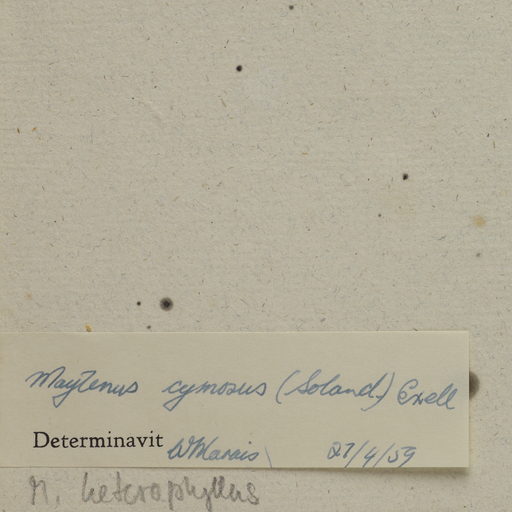 Maytenus cymosus (Soland.) Exell
Determinavit W Marais
27/4/59
M. heterophyllus